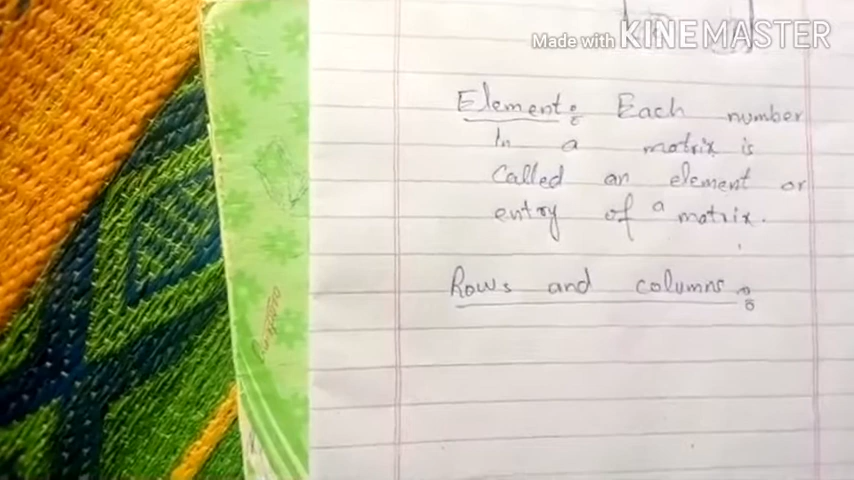 Made with KINEMASTER
Element: Each number
In a matrix is
called an element or
entry of a matrix.
Rows and columns: